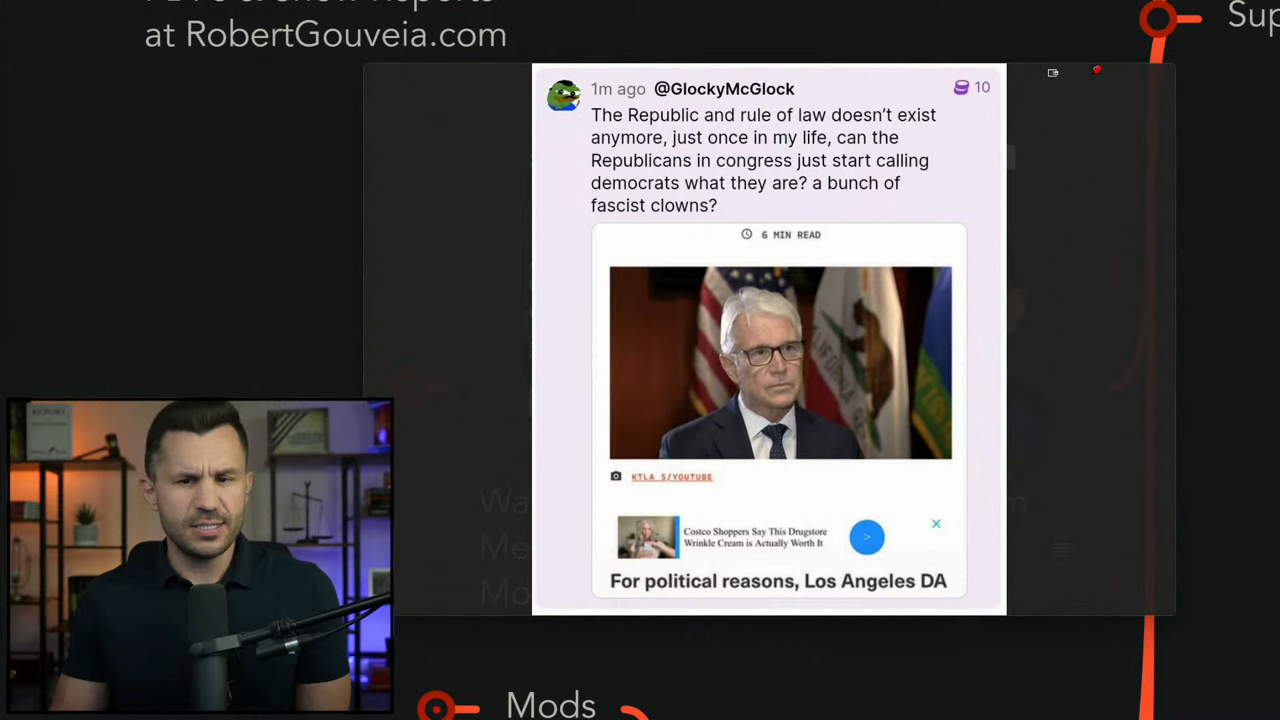 at RobertGouveia.com
Sup
1m ago @GlockyMcGlock 10
The Republic and rule of law doesn't exist
anymore, just once in my life, can the
Republicans in congress just start calling
democrats what they are? a bunch of
fascist clowns?
6 MIN READ
KTLA 5/YOUTUBE
Costco Shoppers Say This Drugstore
Wrinkle Cream is Actually Worth It
For political reasons, Los Angeles DA
Wa
Me
Mo
Mods